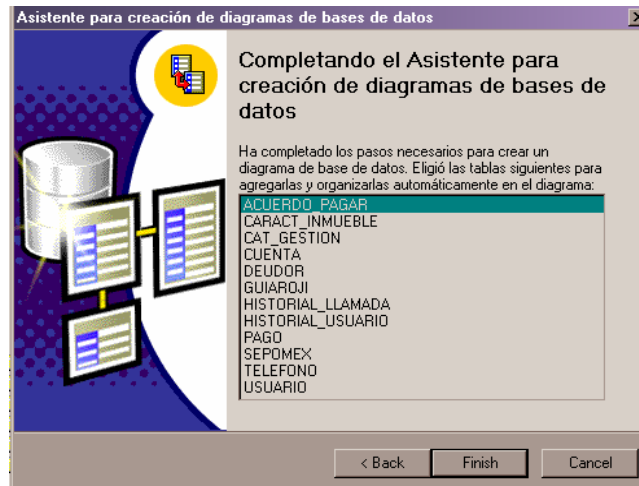 Asistente para creación de diagramas de bases de datos
Completando el Asistente para
creación de diagramas de bases de
datos
Ha completado los pasos necesarios para crear un
diagrama de base de datos. Eligió las tablas siguientes para
agregarlas y organizarlas automáticamente en el diagrama:
ACUERDO_PAGAR
CARACT_INMUEBLE
CAT_GESTION
CUENTA
DEUDOR
GUIAROJI
HISTORIAL_LLAMADA
HISTORIAL_USUARIO
PAGO
SEPOMEX
TELEFONO
USUARIO
< Back Finish Cancel